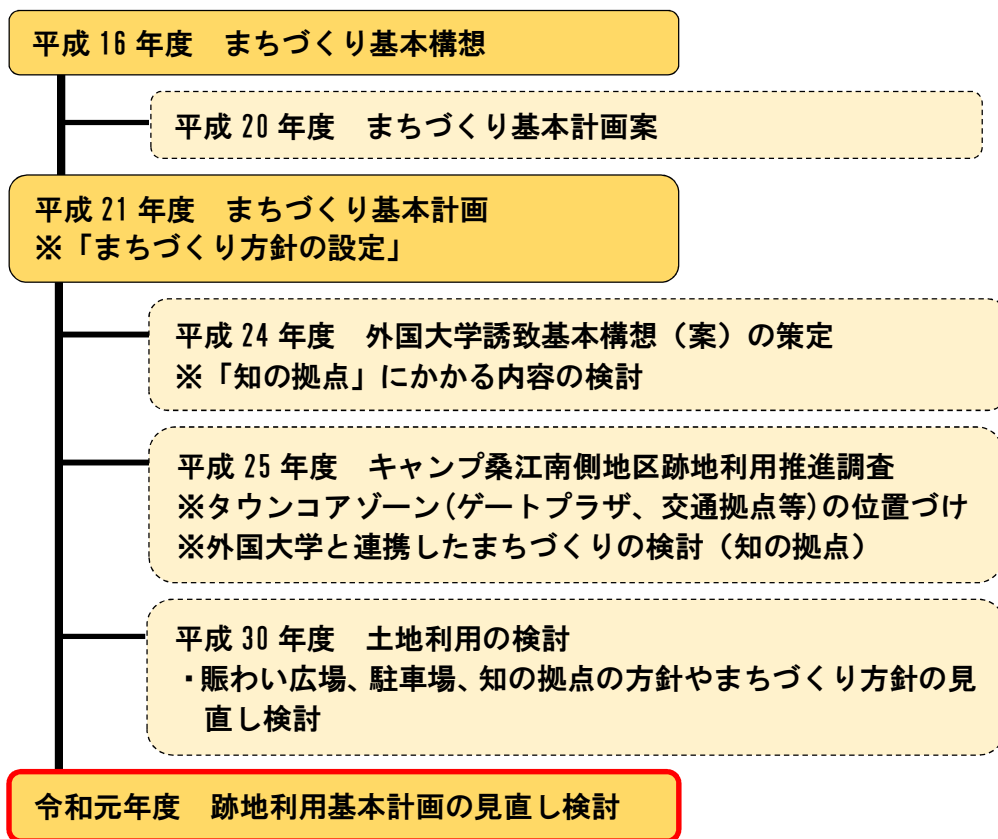 平成 16 年度　まちづくり基本構想
平成 20 年度　まちづくり基本計画案
平成 21 年度　まちづくり基本計画
※「まちづくり方針の設定」
平成 24 年度　外国大学誘致基本構想（案）の策定
※「知の拠点」にかかる内容の検討
平成 25 年度　キャンプ桑江南側地区跡地利用推進調査
※タウンコアゾーン(ゲートプラザ、交通拠点等)の位置づけ
※外国大学と連携したまちづくりの検討（知の拠点）
平成 30 年度　土地利用の検討
・賑わい広場、駐車場、知の拠点の方針やまちづくり方針の見
直し検討
令和元年度　跡地利用基本計画の見直し検討